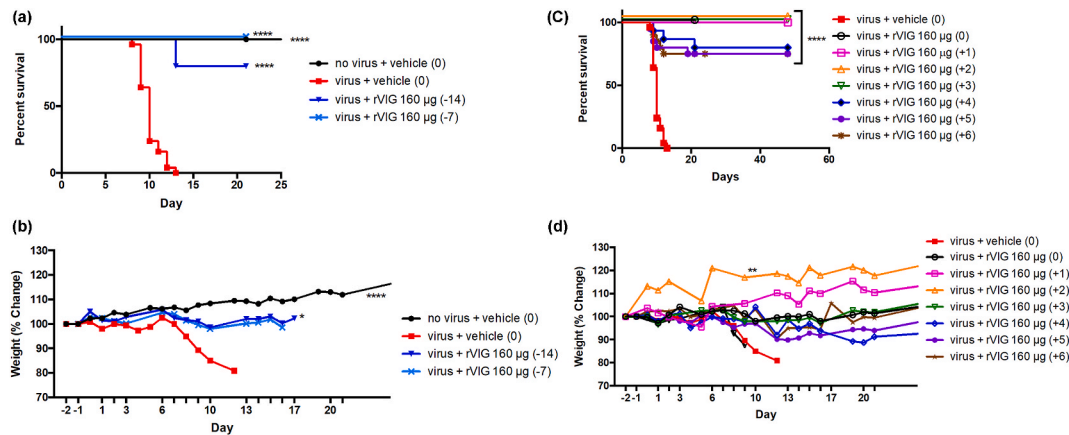 (a)
Percent survival
100
50
0
0 5 10 15 20 25
Day
****
****
****
no virus + vehicle (0)
virus + vehicle (0)
virus + rVIG 160 µg (-14)
virus + rVIG 160 µg (-7)
(b)
Weight (% Change)
130
120
110
100
90
80
70
-2 -1 1 3 6 10 13 17 20
Day
****
*
no virus + vehicle (0)
virus + vehicle (0)
virus + rVIG 160 µg (-14)
virus + rVIG 160 µg (-7)
(C)
Percent survival
100
50
0
0 20 40 60
Days
****
virus + vehicle (0)
virus + rVIG 160 µg (0)
virus + rVIG 160 µg (+1)
virus + rVIG 160 µg (+2)
virus + rVIG 160 µg (+3)
virus + rVIG 160 µg (+4)
virus + rVIG 160 µg (+5)
virus + rVIG 160 µg (+6)
(d)
Weight (% Change)
130
120
110
100
90
80
70
-2 -1 1 3 6 10 13 17 20
Day
**
virus + vehicle (0)
virus + rVIG 160 µg (0)
virus + rVIG 160 µg (+1)
virus + rVIG 160 µg (+2)
virus + rVIG 160 µg (+3)
virus + rVIG 160 µg (+4)
virus + rVIG 160 µg (+5)
virus + rVIG 160 µg (+6)